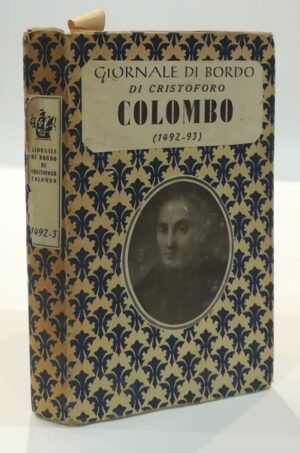 GIORNALE DI BORDO
DI CRISTOFORO
COLOMBO
(1492-93)
GIORNALE
DI BORDO
DI
CRISTOFORO
COLOMBO
1492-3